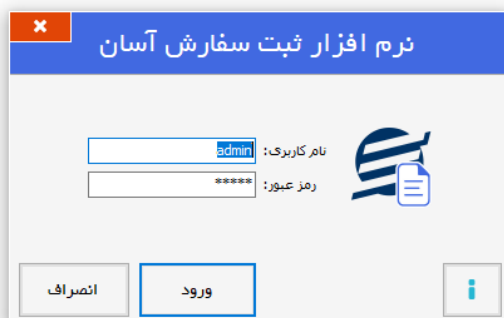 نرم افزار ثبت سفارش آسان
نام کاربری: admin
رمز عبور: *****
ورود
انصراف